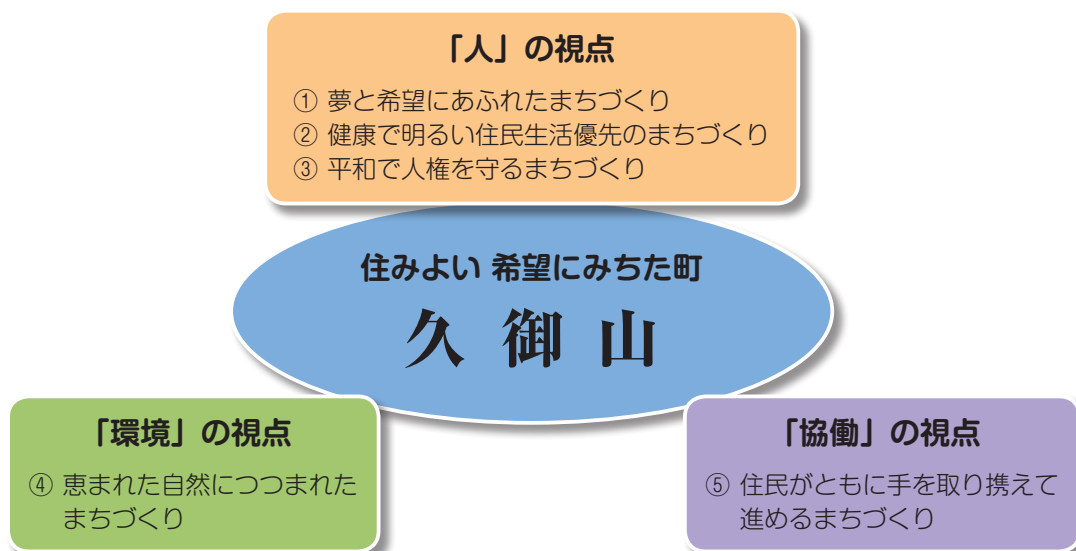 「人」の視点
① 夢と希望にあふれたまちづくり
② 健康で明るい住民生活優先のまちづくり
③ 平和で人権を守るまちづくり
住みよい 希望にみちた町
久御山
「環境」の視点
④ 恵まれた自然につつまれた
まちづくり
「協働」の視点
⑤ 住民がともに手を取り携えて
進めるまちづくり